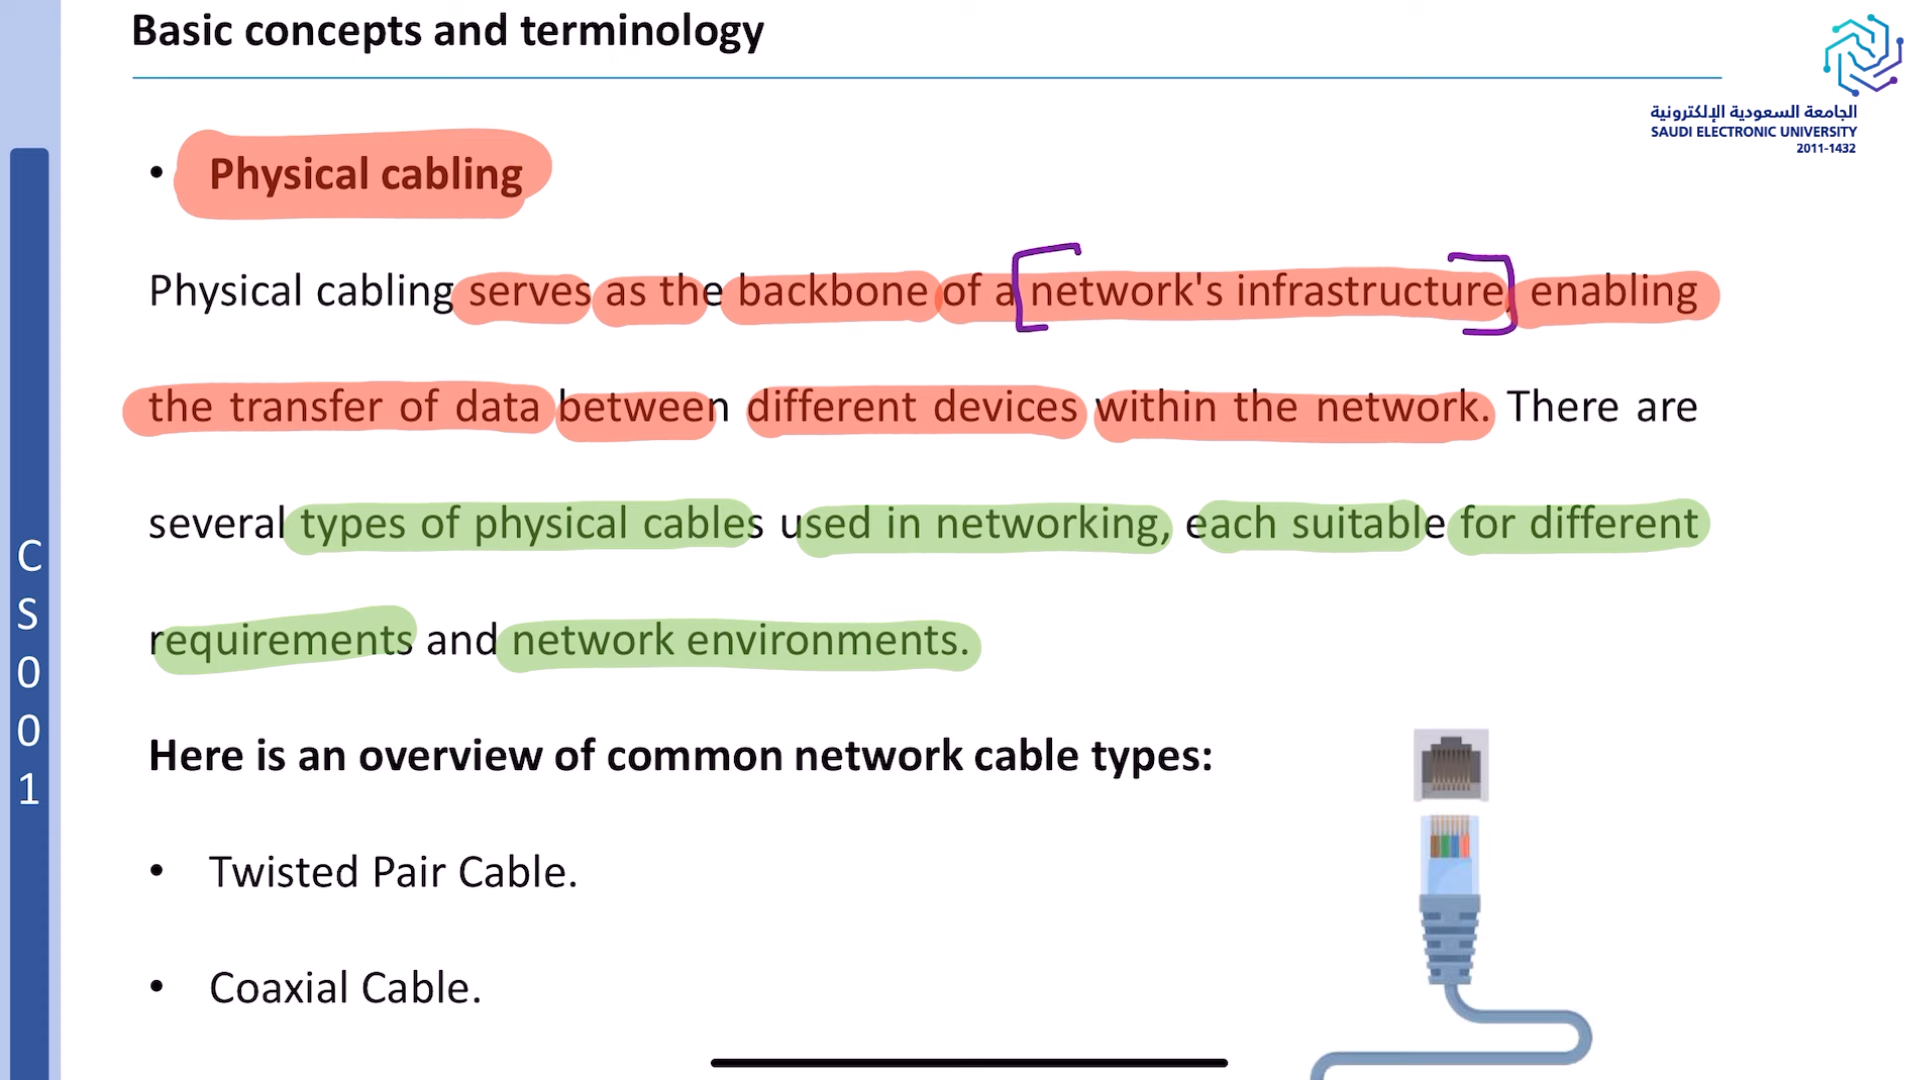 Basic concepts and terminology
الجامعة السعودية الإلكترونية
SAUDI ELECTRONIC UNIVERSITY
2011-1432
• Physical cabling
Physical cabling serves as the backbone of a network's infrastructure, enabling
the transfer of data between different devices within the network. There are
several types of physical cables used in networking, each suitable for different
requirements and network environments.
Here is an overview of common network cable types:
• Twisted Pair Cable.
• Coaxial Cable.
C
S
0
0
1